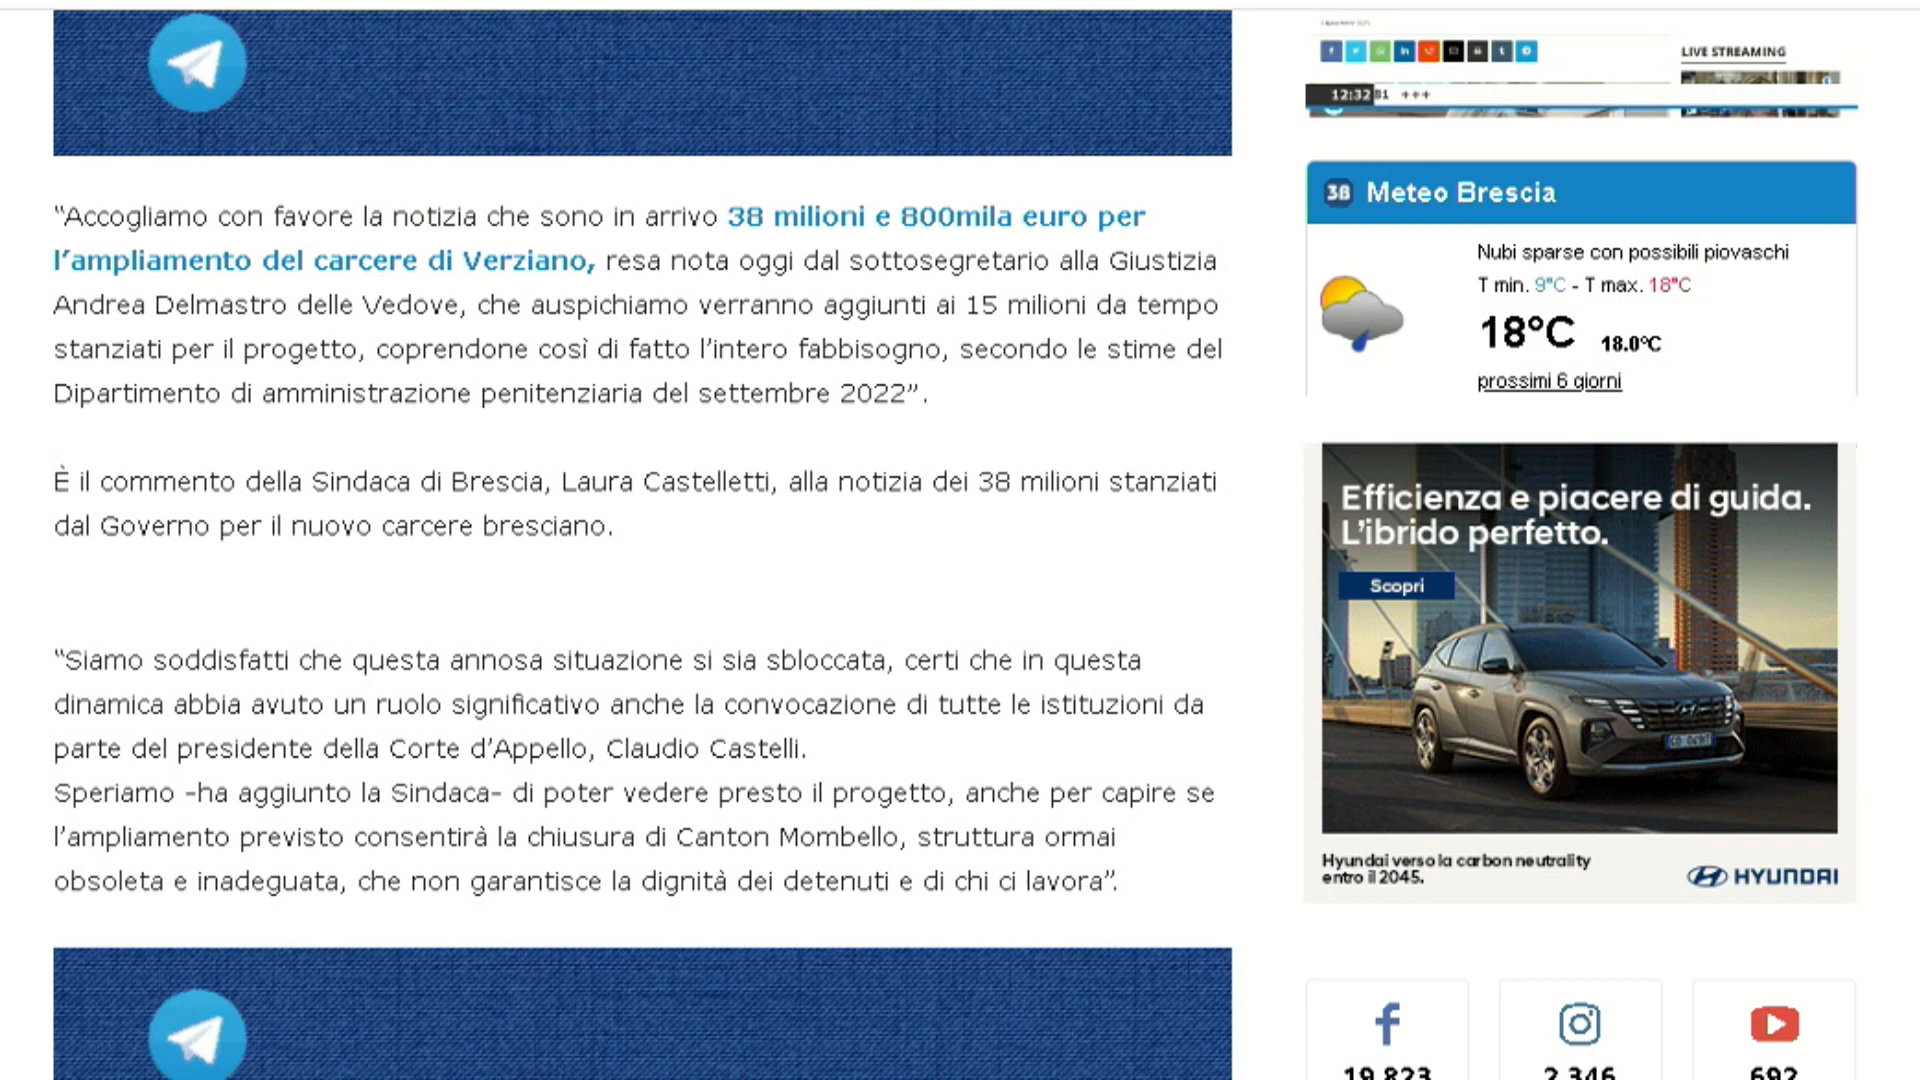 “Accogliamo con favore la notizia che sono in arrivo 38 milioni e 800mila euro per
l’ampliamento del carcere di Verziano, resa nota oggi dal sottosegretario alla Giustizia
Andrea Delmastro delle Vedove, che auspichiamo verranno aggiunti ai 15 milioni da tempo
stanziati per il progetto, coprendone così di fatto l’intero fabbisogno, secondo le stime del
Dipartimento di amministrazione penitenziaria del settembre 2022”.
È il commento della Sindaca di Brescia, Laura Castelletti, alla notizia dei 38 milioni stanziati
dal Governo per il nuovo carcere bresciano.
“Siamo soddisfatti che questa annosa situazione si sia sbloccata, certi che in questa
dinamica abbia avuto un ruolo significativo anche la convocazione di tutte le istituzioni da
parte del presidente della Corte d’Appello, Claudio Castelli.
Speriamo -ha aggiunto la Sindaca- di poter vedere presto il progetto, anche per capire se
l’ampliamento previsto consentirà la chiusura di Canton Mombello, struttura ormai
obsoleta e inadeguata, che non garantisce la dignità dei detenuti e di chi ci lavora”.
LIVE STREAMING
12:32 81 +++
3B Meteo Brescia
Nubi sparse con possibili piovaschi
T min. 9°C - T max. 18°C
18°C 18.0°C
prossimi 6 giorni
Efficienza e piacere di guida.
L’ibrido perfetto.
Scopri
Hyundai verso la carbon neutrality
entro il 2045.
HYUNDAI
19.823
2.346
692